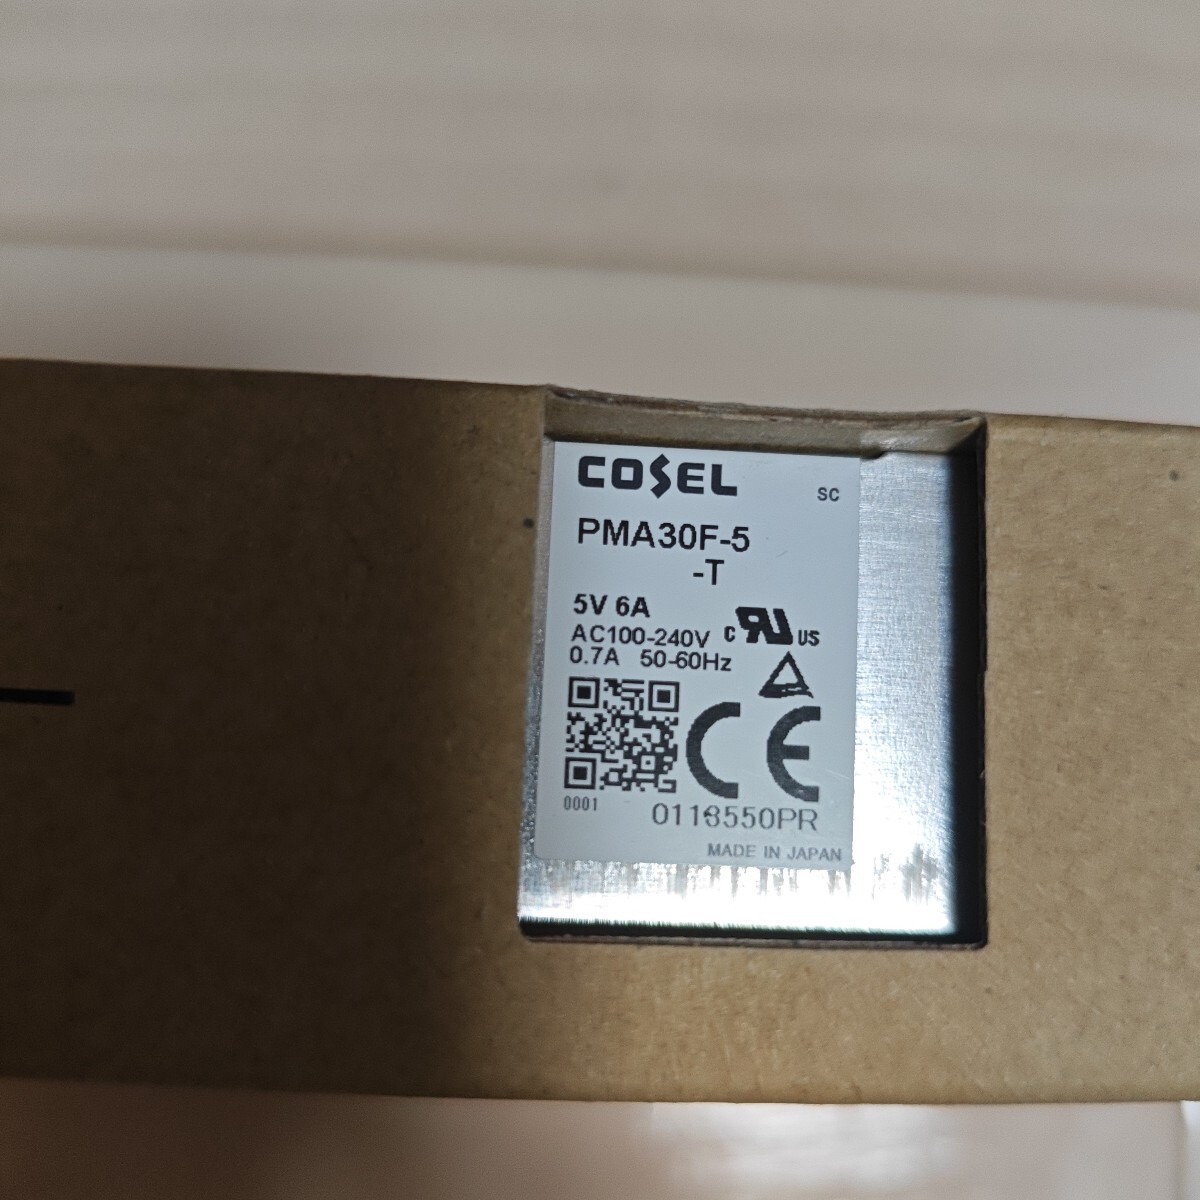 COSEL
SC
PMA30F-5
-T
5V 6A
AC100-240V
0.7A 50-60Hz
c RU US
CE
0001
0118550PR
MADE IN JAPAN